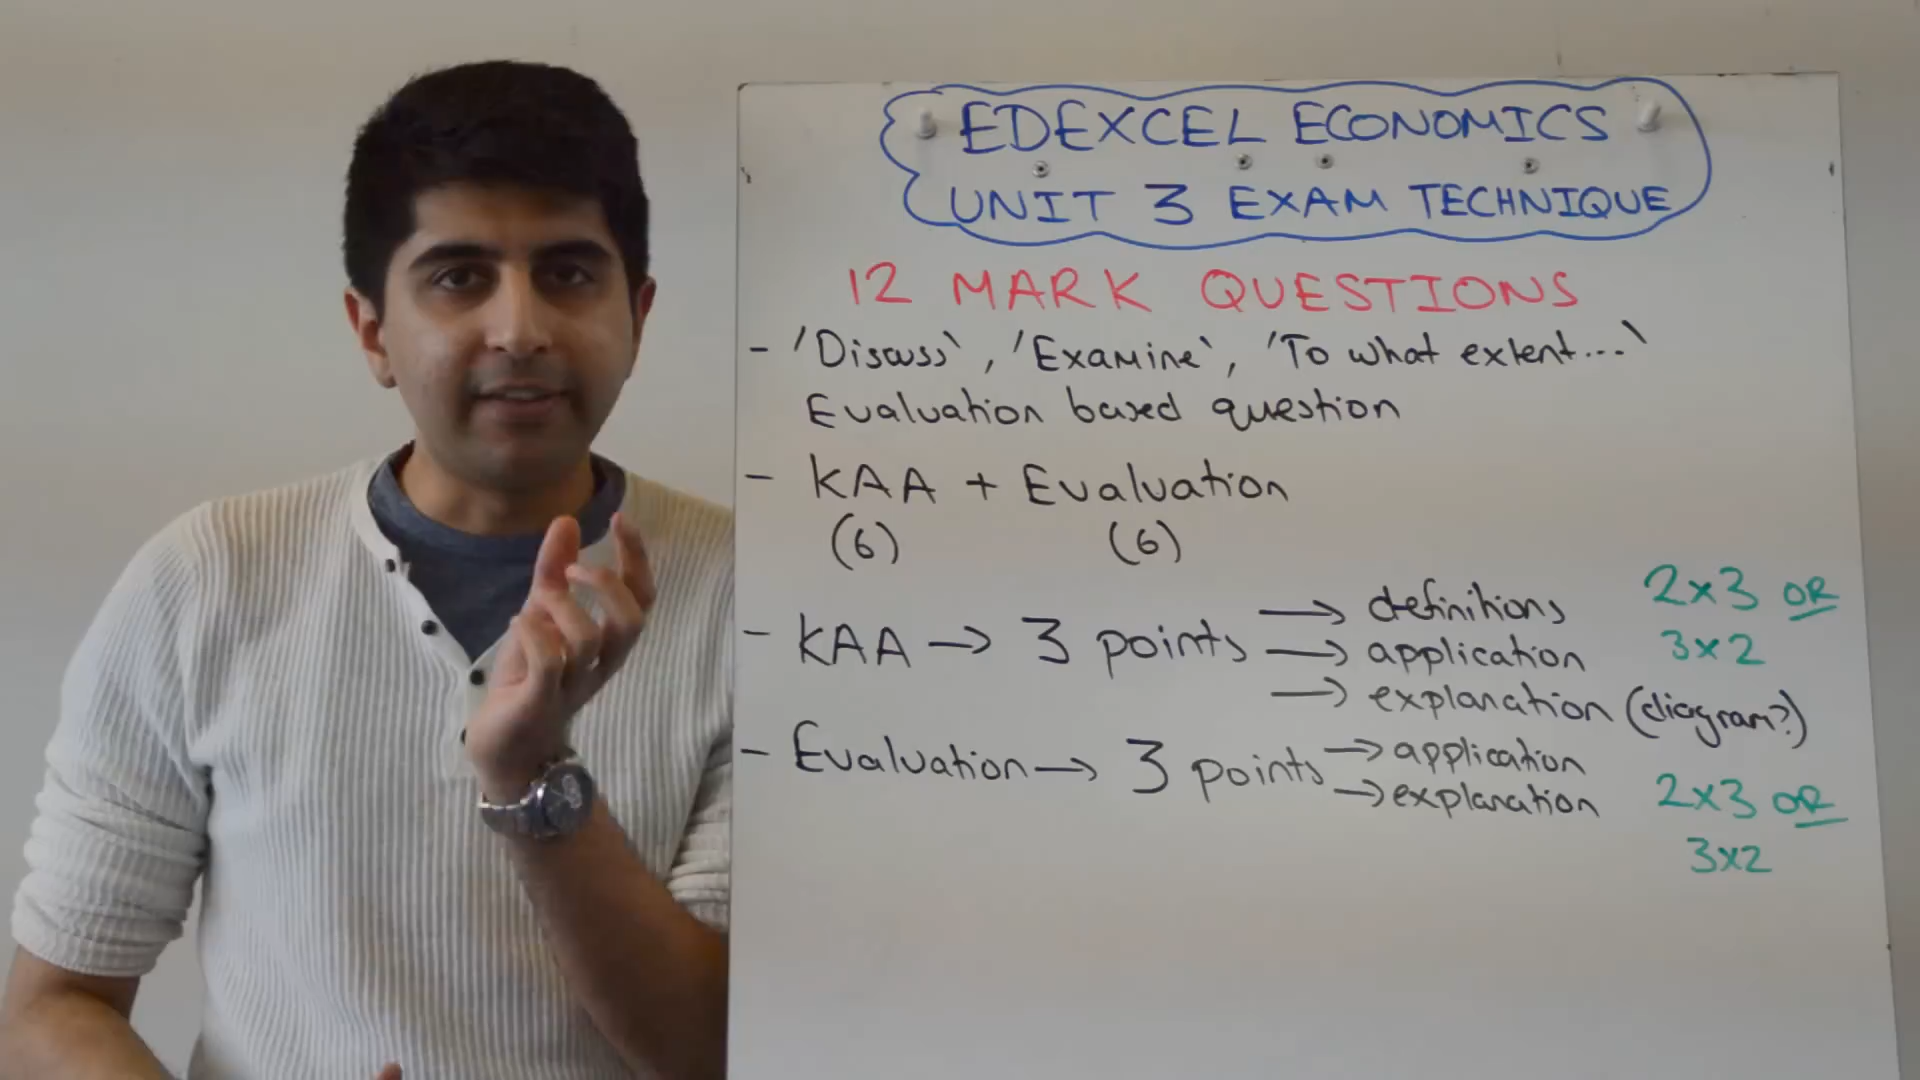 EDEXCEL ECONOMICS
UNIT 3 EXAM TECHNIQUE
12 MARK QUESTIONS
- 'Discuss', 'Examine', 'To what extent...'
Evaluation based question
- KAA + Evaluation
(6) (6)
- KAA → 3 points → definitions 2x3 OR
→ application 3x2
→ explanation (diagram?)
- Evaluation → 3 points → application
→ explanation 2x3 OR
3x2